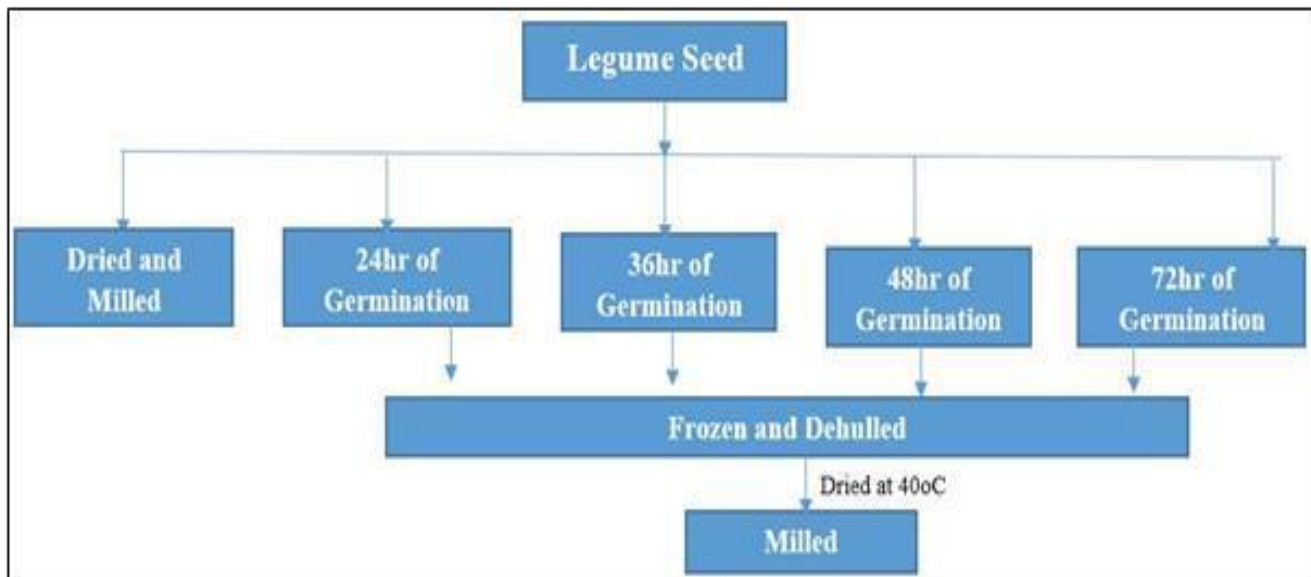 Legume Seed
Dried and
Milled
24hr of
Germination
36hr of
Germination
48hr of
Germination
72hr of
Germination
Frozen and Dehulled
Dried at 40oC
Milled